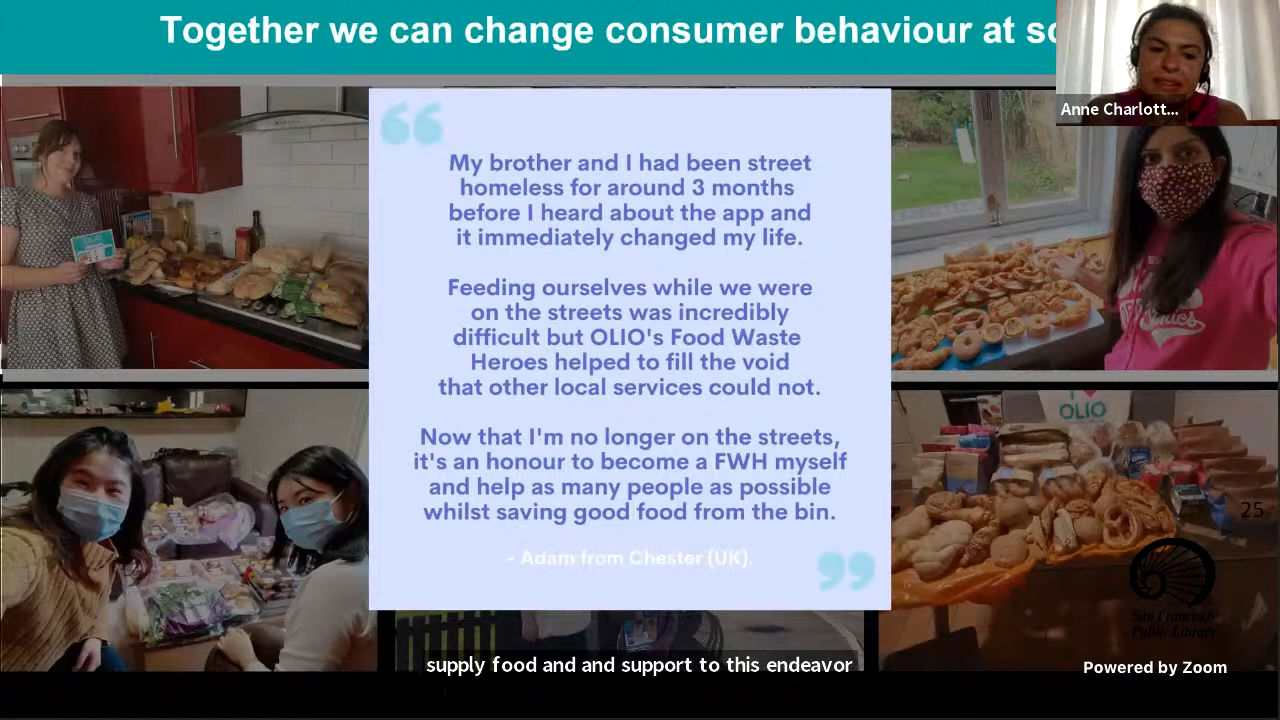 Together we can change consumer behaviour at
Anne Charlott...
My brother and I had been street
homeless for around 3 months
before I heard about the app and
it immediately changed my life.
Feeding ourselves while we were
on the streets was incredibly
difficult but OLIO's Food Waste
Heroes helped to fill the void
that other local services could not.
Now that I'm no longer on the streets,
it's an honour to become a FWH myself
and help as many people as possible
whilst saving good food from the bin.
- Adam from Chester (UK).
OLIO
25
San Francisco
Public Library
supply food and and support to this endeavor
Powered by Zoom